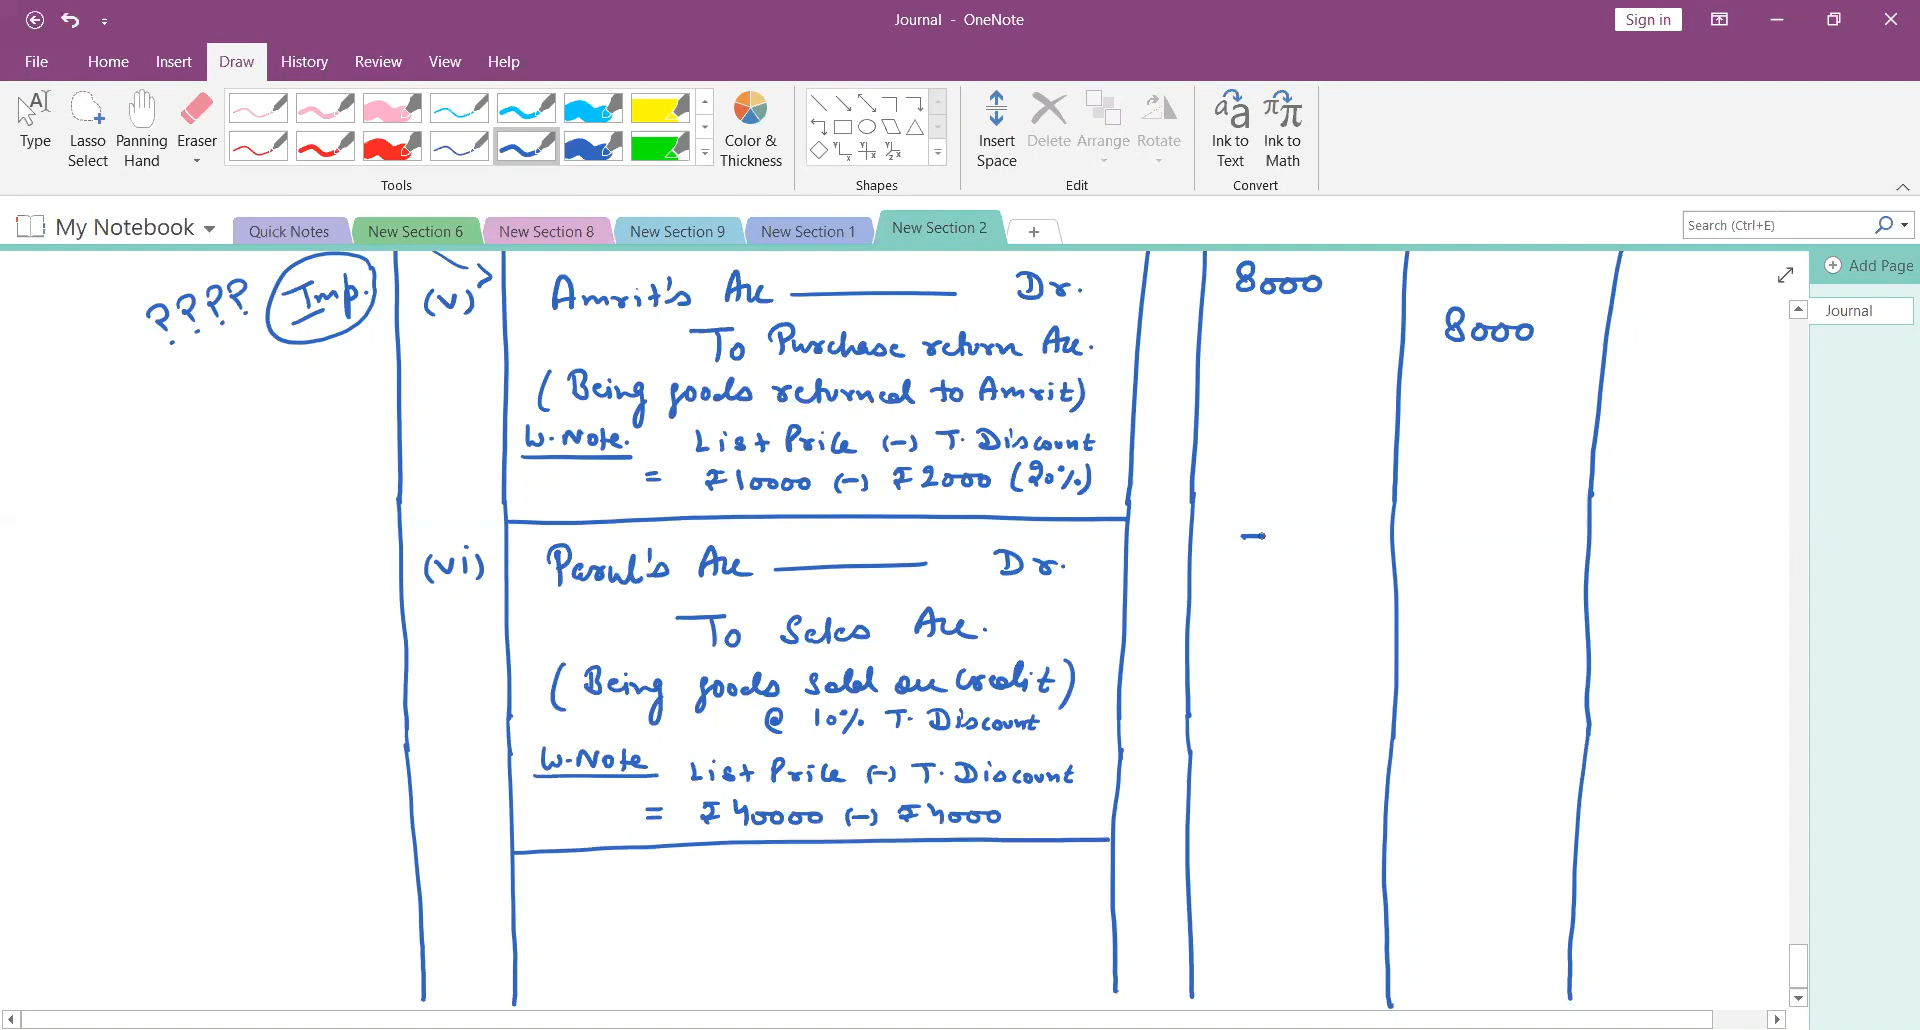 Journal - OneNote
Sign in
File Home Insert Draw History Review View Help
Type
Lasso Select
Panning Hand
Eraser
Color & Thickness
Insert Space
Delete
Arrange
Rotate
Ink to Text
Ink to Math
Tools
Shapes
Edit
Convert
My Notebook
Quick Notes
New Section 6
New Section 8
New Section 9
New Section 1
New Section 2
Search (Ctrl+E)
Add Page
Journal
???? Imp. (v) Amrit's A/c Dr. 8000
To Purchase return A/c. 8000
(Being goods returned to Amrit)
W.Note. List Price (-) T. Discount
= ₹10000 (-) ₹2000 (20%)
(vi) Parul's A/c Dr.
To Sales A/c.
(Being goods sold on credit)
@ 10% T. Discount
W.Note List Price (-) T. Discount
= ₹40000 (-) ₹4000